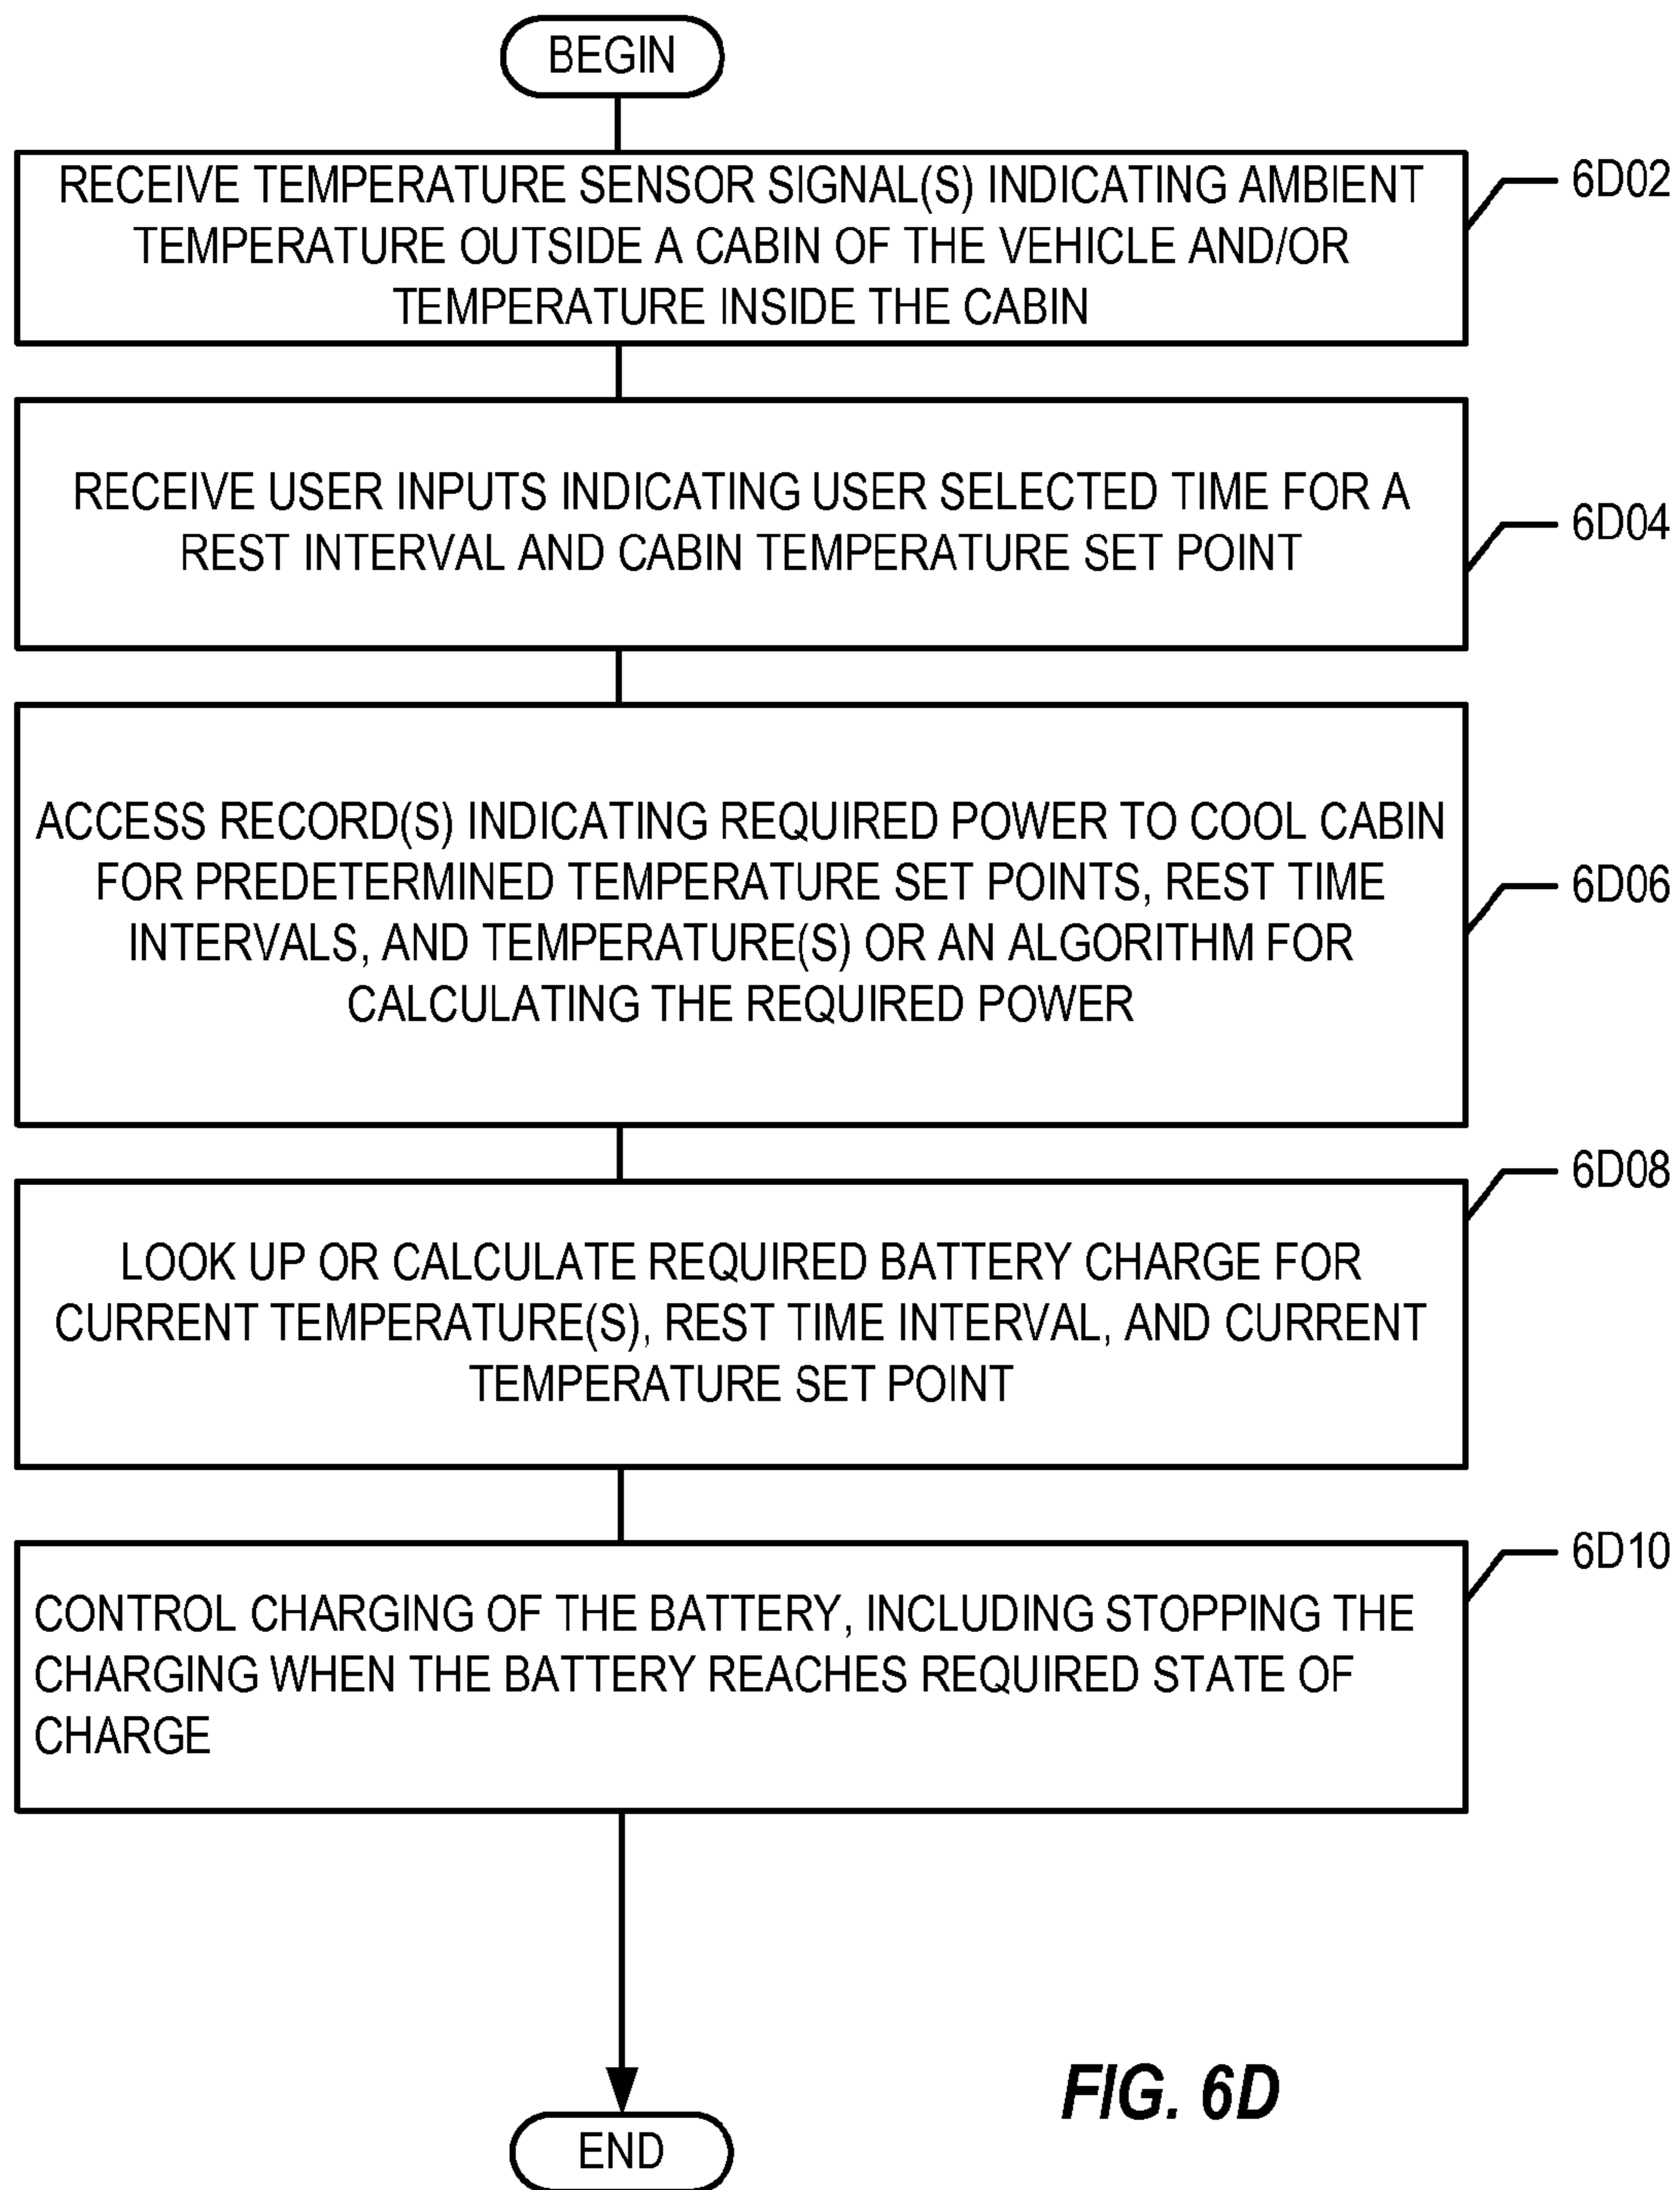 BEGIN
RECEIVE TEMPERATURE SENSOR SIGNAL(S) INDICATING AMBIENT
TEMPERATURE OUTSIDE A CABIN OF THE VEHICLE AND/OR
TEMPERATURE INSIDE THE CABIN
6D02
RECEIVE USER INPUTS INDICATING USER SELECTED TIME FOR A
REST INTERVAL AND CABIN TEMPERATURE SET POINT
6D04
ACCESS RECORD(S) INDICATING REQUIRED POWER TO COOL CABIN
FOR PREDETERMINED TEMPERATURE SET POINTS, REST TIME
INTERVALS, AND TEMPERATURE(S) OR AN ALGORITHM FOR
CALCULATING THE REQUIRED POWER
6D06
LOOK UP OR CALCULATE REQUIRED BATTERY CHARGE FOR
CURRENT TEMPERATURE(S), REST TIME INTERVAL, AND CURRENT
TEMPERATURE SET POINT
6D08
CONTROL CHARGING OF THE BATTERY, INCLUDING STOPPING THE
CHARGING WHEN THE BATTERY REACHES REQUIRED STATE OF
CHARGE
6D10
END
FIG. 6D